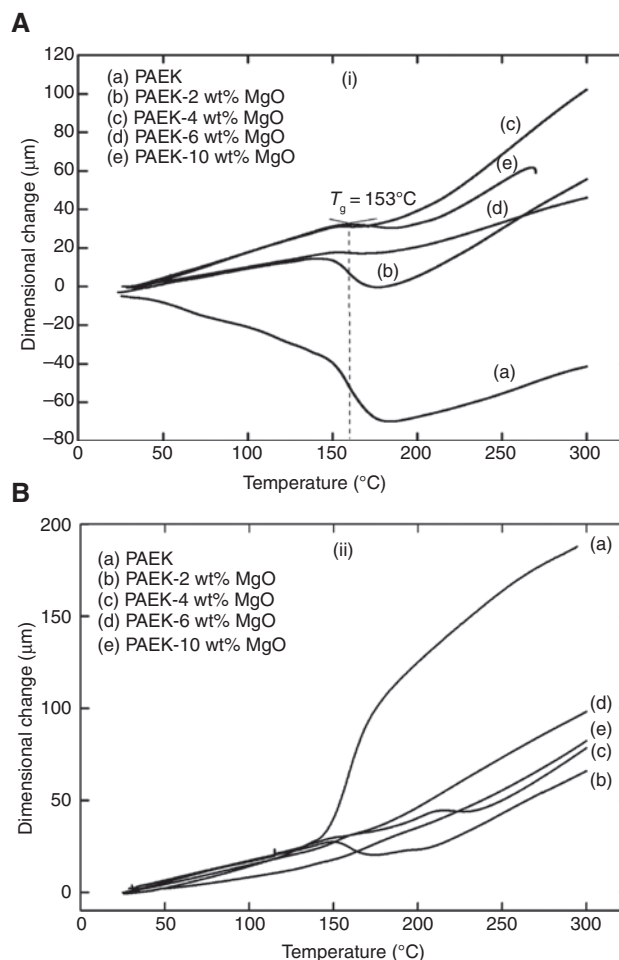 A
120
100
80
60
40
20
0
−20
−40
−60
−80
Dimensional change (µm)
(a) PAEK
(b) PAEK-2 wt% MgO
(c) PAEK-4 wt% MgO
(d) PAEK-6 wt% MgO
(e) PAEK-10 wt% MgO
(i)
(c)
(e)
Tg = 153°C
(d)
(b)
(a)
0 50 100 150 200 250 300
Temperature (°C)
B
200
150
100
50
0
Dimensional change (µm)
(a) PAEK
(b) PAEK-2 wt% MgO
(c) PAEK-4 wt% MgO
(d) PAEK-6 wt% MgO
(e) PAEK-10 wt% MgO
(ii)
(a)
(d)
(e)
(c)
(b)
0 50 100 150 200 250 300
Temperature (°C)